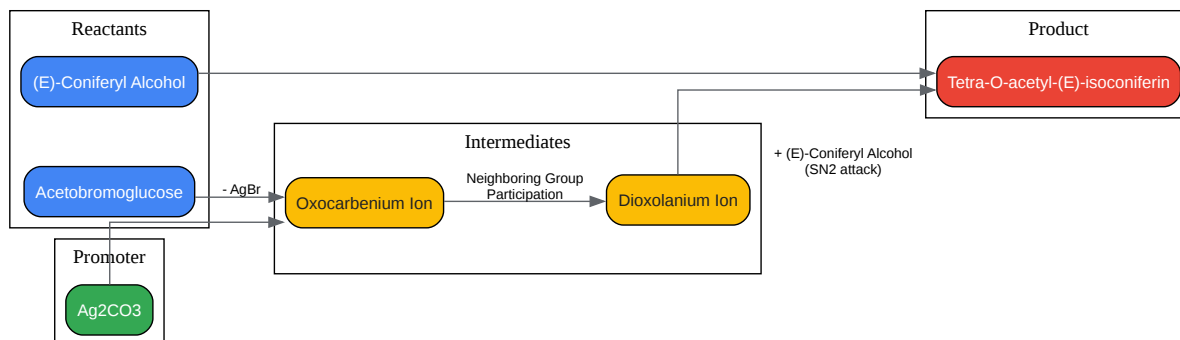 Reactants
(E)-Coniferyl Alcohol
Acetobromoglucose
Promoter
Ag2CO3
- AgBr
Intermediates
Oxocarbenium Ion
Neighboring Group
Participation
Dioxolanium Ion
+ (E)-Coniferyl Alcohol
(SN2 attack)
Product
Tetra-O-acetyl-(E)-isoconiferin